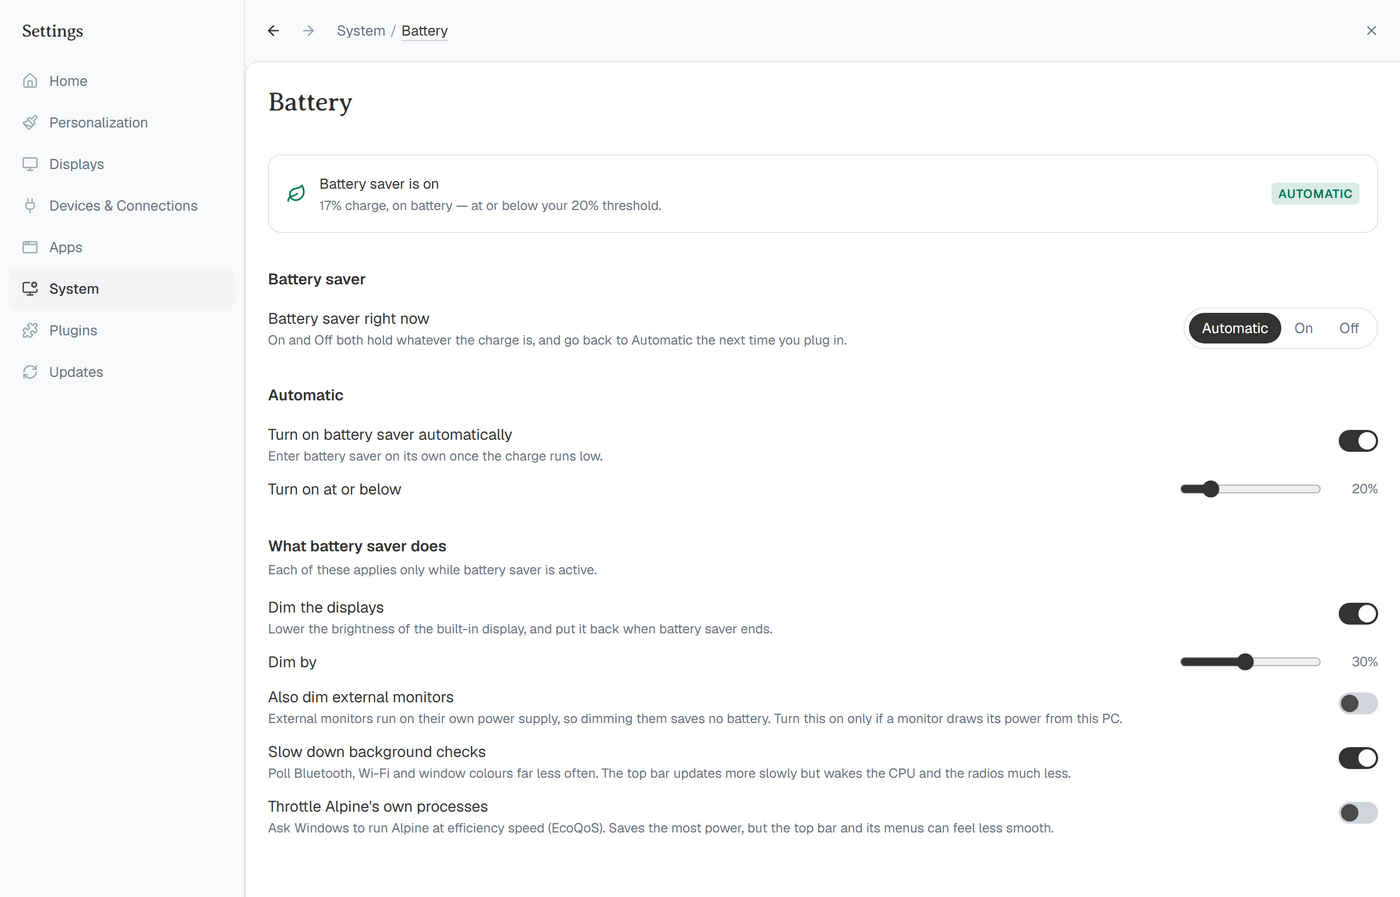 Settings
Home
Personalization
Displays
Devices & Connections
Apps
System
Plugins
Updates
System / Battery
Battery
Battery saver is on
17% charge, on battery — at or below your 20% threshold.
AUTOMATIC
Battery saver
Battery saver right now
On and Off both hold whatever the charge is, and go back to Automatic the next time you plug in.
Automatic On Off
Automatic
Turn on battery saver automatically
Enter battery saver on its own once the charge runs low.
Turn on at or below 20%
What battery saver does
Each of these applies only while battery saver is active.
Dim the displays
Lower the brightness of the built-in display, and put it back when battery saver ends.
Dim by 30%
Also dim external monitors
External monitors run on their own power supply, so dimming them saves no battery. Turn this on only if a monitor draws its power from this PC.
Slow down background checks
Poll Bluetooth, Wi-Fi and window colours far less often. The top bar updates more slowly but wakes the CPU and the radios much less.
Throttle Alpine's own processes
Ask Windows to run Alpine at efficiency speed (EcoQoS). Saves the most power, but the top bar and its menus can feel less smooth.